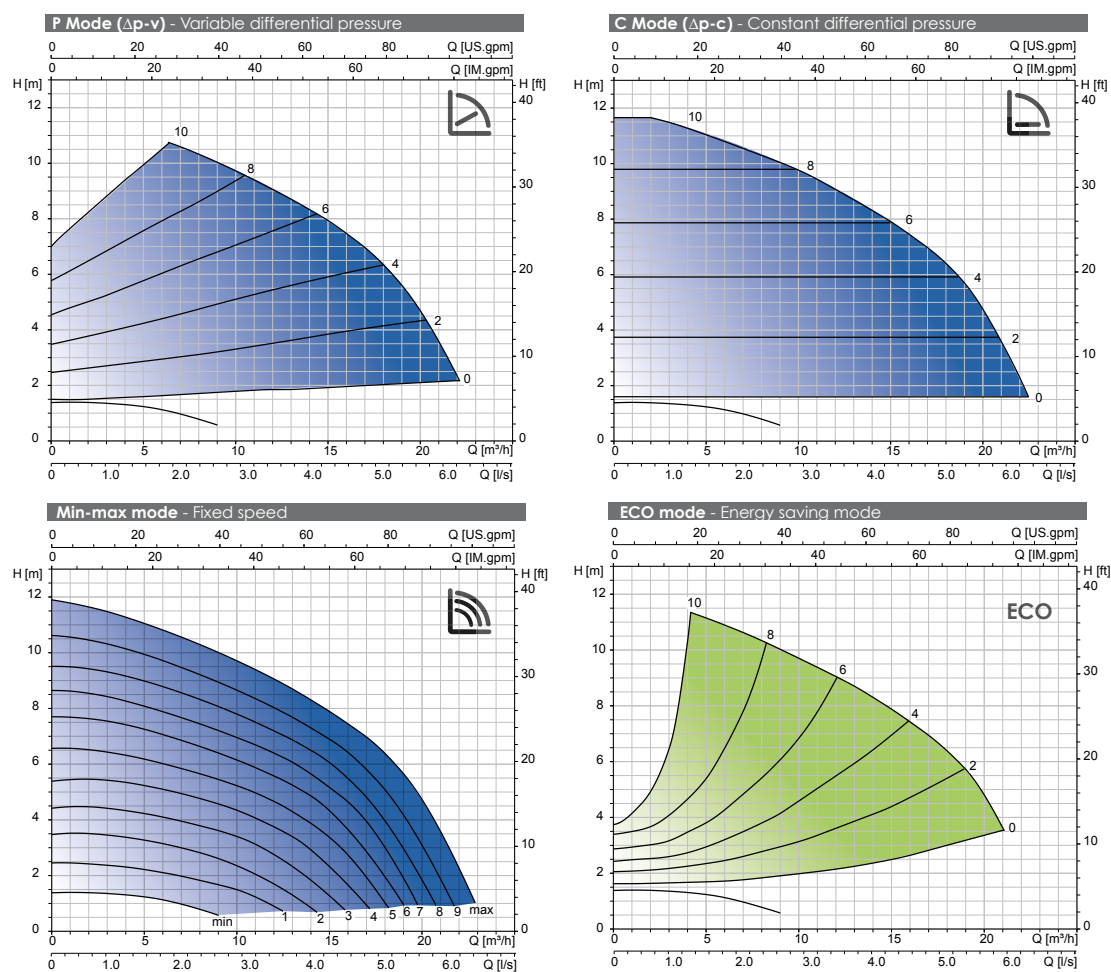 P Mode (Δp-v) - Variable differential pressure
0 20 40 60 80 Q [US.gpm]
0 20 40 60 Q [IM.gpm]
H [m] H [ft]
12 40
10
8 30
6 20
4 10
2
0 0
10
8
6
4
2
0
0 5 10 15 20 Q [m³/h]
0 1.0 2.0 3.0 4.0 5.0 6.0 Q [l/s]
C Mode (Δp-c) - Constant differential pressure
0 20 40 60 80 Q [US.gpm]
0 20 40 60 Q [IM.gpm]
H [m] H [ft]
12 40
10
8 30
6 20
4 10
2
0 0
10
8
6
4
2
0
0 5 10 15 20 Q [m³/h]
0 1.0 2.0 3.0 4.0 5.0 6.0 Q [l/s]
Min-max mode - Fixed speed
0 20 40 60 80 Q [US.gpm]
0 20 40 60 Q [IM.gpm]
H [m] H [ft]
12 40
10
8 30
6 20
4 10
2
0 0
min 1 2 3 4 5 6 7 8 9 max
0 5 10 15 20 Q [m³/h]
0 1.0 2.0 3.0 4.0 5.0 6.0 Q [l/s]
ECO mode - Energy saving mode
0 20 40 60 80 Q [US.gpm]
0 20 40 60 Q [IM.gpm]
H [m] H [ft]
12 40
10
8 30
6 20
4 10
2
0 0
ECO
10
8
6
4
2
0
0 5 10 15 20 Q [m³/h]
0 1.0 2.0 3.0 4.0 5.0 6.0 Q [l/s]